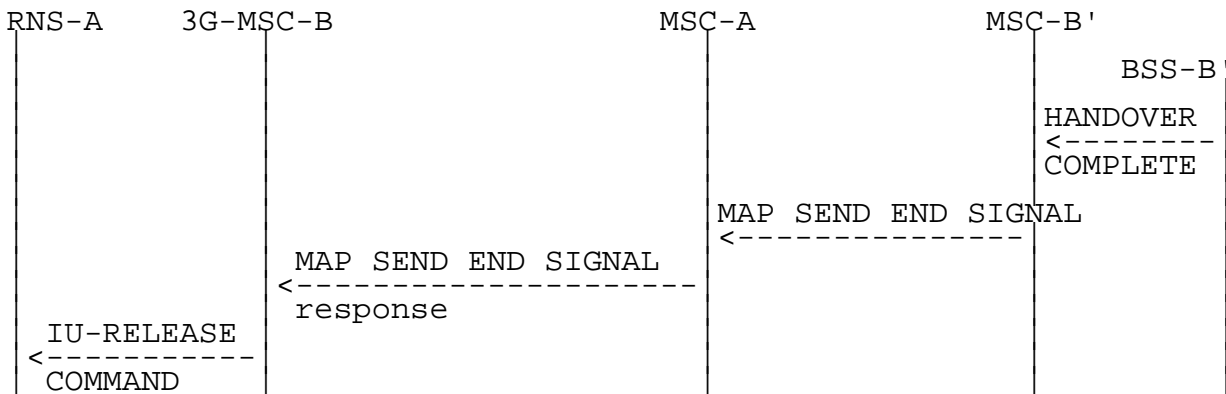 RNS-A 3G-MSC-B MSC-A MSC-B'
BSS-B'
HANDOVER
COMPLETE
MAP SEND END SIGNAL
MAP SEND END SIGNAL
response
IU-RELEASE
COMMAND